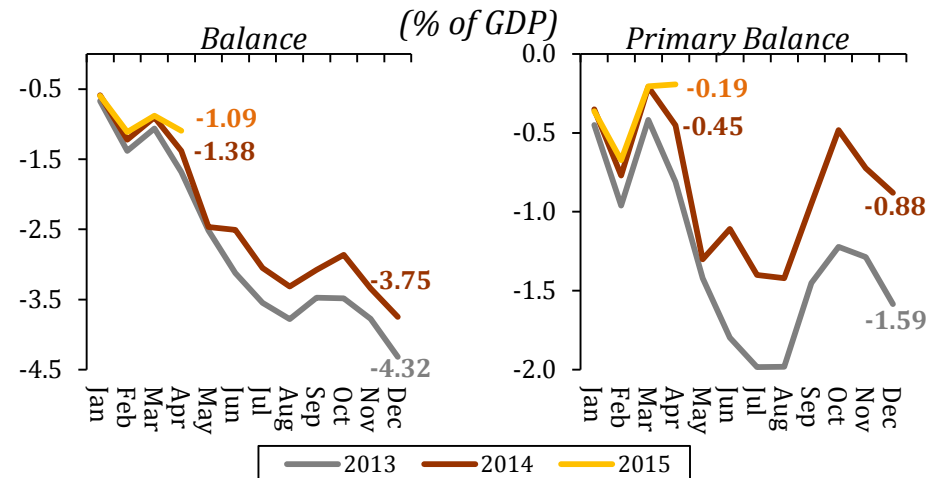 (% of GDP)
Balance
-0.5
-1.5
-2.5
-3.5
-4.5
-1.09
-1.38
-3.75
-4.32
Jan
Feb
Mar
Apr
May
Jun
Jul
Aug
Sep
Oct
Nov
Dec
Primary Balance
0.0
-0.5
-1.0
-1.5
-2.0
-0.19
-0.45
-0.88
-1.59
Jan
Feb
Mar
Apr
May
Jun
Jul
Aug
Sep
Oct
Nov
Dec
2013 2014 2015